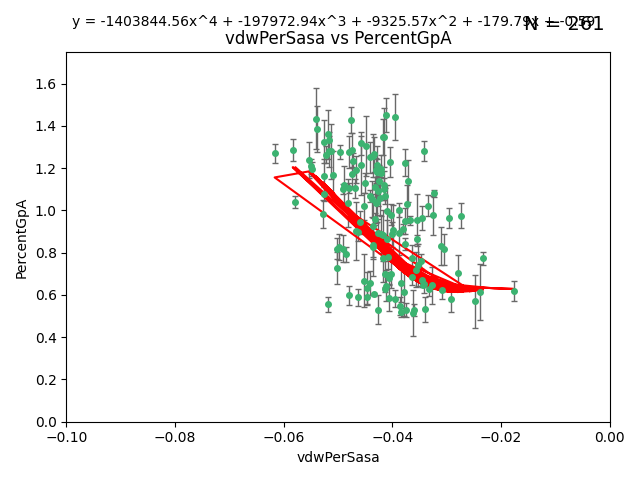 y = -1403844.56x^4 + -197972.94x^3 + -9325.57x^2 + -179.79x + -0.59
N = 261
vdwPerSasa vs PercentGpA
1.6
1.4
1.2
1.0
0.8
0.6
0.4
0.2
0.0
PercentGpA
−0.10 −0.08 −0.06 −0.04 −0.02 0.00
vdwPerSasa